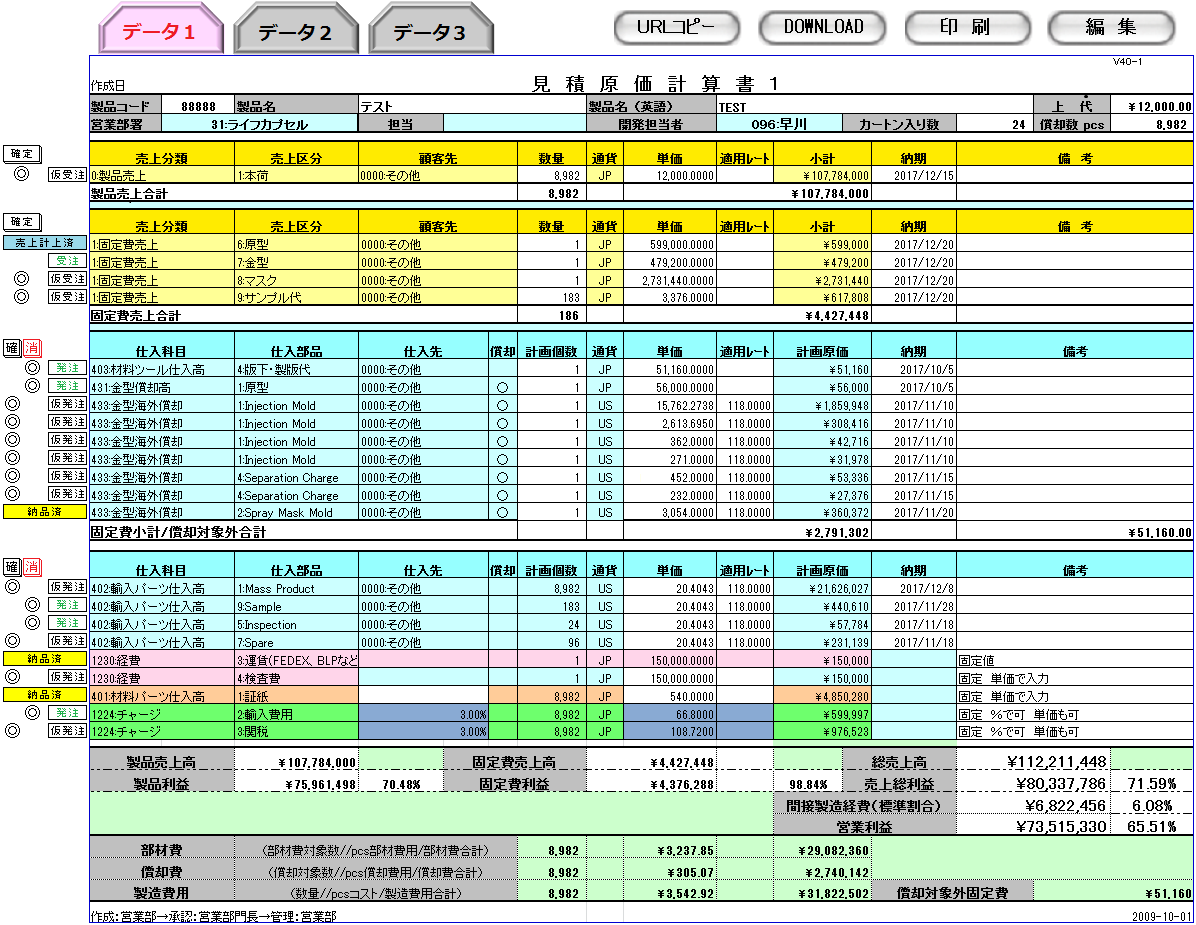 データ1 データ2 データ3 URLコピー DOWNLOAD 印 刷 編 集
V40-1
作成日 見 積 原 価 計 算 書 1
製品コード 88888 製品名 テスト 製品名（英語） TEST 上 代 ￥12,000.00
営業部署 31:ライフカプセル 担当 開発担当者 096:早川 カートン入り数 24 償却数 pcs 8,982
確定 売上分類 売上区分 顧客先 数量 通貨 単価 適用レート 小計 納期 備 考
◎ 仮受注 0:製品売上 1:本荷 0000:その他 8,982 JP 12,000.0000 ￥107,784,000 2017/12/15
製品売上合計 8,982 ￥107,784,000
確定 売上分類 売上区分 顧客先 数量 通貨 単価 適用レート 小計 納期 備 考
売上計上済 1:固定費売上 6:原型 0000:その他 1 JP 599,000.0000 ￥599,000 2017/12/20
受注 1:固定費売上 7:金型 0000:その他 1 JP 479,200.0000 ￥479,200 2017/12/20
◎ 仮受注 1:固定費売上 8:マスク 0000:その他 1 JP 2,731,440.0000 ￥2,731,440 2017/12/20
◎ 仮受注 1:固定費売上 9:サンプル代 0000:その他 183 JP 3,376.0000 ￥617,808 2017/12/20
固定費売上合計 186 ￥4,427,448
確 消 仕入科目 仕入部品 仕入先 償却 計画個数 通貨 単価 適用レート 計画原価 納期 備考
◎ 発注 403:材料ツール仕入高 4:版下・製版代 0000:その他 1 JP 51,160.0000 ￥51,160 2017/10/5
◎ 発注 431:金型償却高 1:原型 0000:その他 ○ 1 JP 56,000.0000 ￥56,000 2017/10/5
◎ 仮発注 433:金型海外償却 1:Injection Mold 0000:その他 ○ 1 US 15,762.2738 118.0000 ￥1,859,948 2017/11/10
◎ 仮発注 433:金型海外償却 1:Injection Mold 0000:その他 ○ 1 US 2,613.6950 118.0000 ￥308,416 2017/11/10
◎ 仮発注 433:金型海外償却 1:Injection Mold 0000:その他 ○ 1 US 362.0000 118.0000 ￥42,716 2017/11/10
◎ 仮発注 433:金型海外償却 1:Injection Mold 0000:その他 ○ 1 US 271.0000 118.0000 ￥31,978 2017/11/10
◎ 仮発注 433:金型海外償却 4:Separation Charge 0000:その他 ○ 1 US 452.0000 118.0000 ￥53,336 2017/11/15
◎ 仮発注 433:金型海外償却 4:Separation Charge 0000:その他 ○ 1 US 232.0000 118.0000 ￥27,376 2017/11/15
納品済 433:金型海外償却 2:Spray Mask Mold 0000:その他 ○ 1 US 3,054.0000 118.0000 ￥360,372 2017/11/20
固定費小計/償却対象外合計 ￥2,791,302 ￥51,160.00
確 消 仕入科目 仕入部品 仕入先 償却 計画個数 通貨 単価 適用レート 計画原価 納期 備考
◎ 仮発注 402:輸入パーツ仕入高 1:Mass Product 0000:その他 8,982 US 20.4043 118.0000 ￥21,626,027 2017/12/8
◎ 発注 402:輸入パーツ仕入高 9:Sample 0000:その他 183 US 20.4043 118.0000 ￥440,610 2017/11/28
◎ 発注 402:輸入パーツ仕入高 5:Inspection 0000:その他 24 US 20.4043 118.0000 ￥57,784 2017/11/18
◎ 仮発注 402:輸入パーツ仕入高 7:Spare 0000:その他 96 US 20.4043 118.0000 ￥231,139 2017/11/18
納品済 1230:経費 3:運賃(FEDEX、BLPなど 1 JP 150,000.0000 ￥150,000 固定値
◎ 仮発注 1230:経費 4:検査費 1 JP 150,000.0000 ￥150,000 固定 単価で入力
納品済 401:材料パーツ仕入高 1:証紙 8,982 JP 540.0000 ￥4,850,280 固定 単価で入力
◎ 発注 1224:チャージ 2:輸入費用 3.00% 8,982 JP 66.8000 ￥599,997 固定 %で可 単価も可
◎ 仮発注 1224:チャージ 3:関税 3.00% 8,982 JP 108.7200 ￥976,523 固定 %で可 単価も可
製品売上高 ￥107,784,000 固定費売上高 ￥4,427,448 総売上高 ￥112,211,448
製品利益 ￥75,961,498 70.48% 固定費利益 ￥4,376,288 98.84% 売上総利益 ￥80,337,786 71.59%
間接製造経費(標準割合) ￥6,822,456 6.08%
営業利益 ￥73,515,330 65.51%
部材費 (部材費対象数//pcs部材費用/部材費合計) 8,982 ￥3,237.85 ￥29,082,360
償却費 (償却対象数//pcs償却費用/償却費合計) 8,982 ￥305.07 ￥2,740,142
製造費用 (数量//pcsコスト/製造費用合計) 8,982 ￥3,542.92 ￥31,822,502 償却対象外固定費 ￥51,160
作成:営業部→承認:営業部門長→管理:営業部 2009-10-01